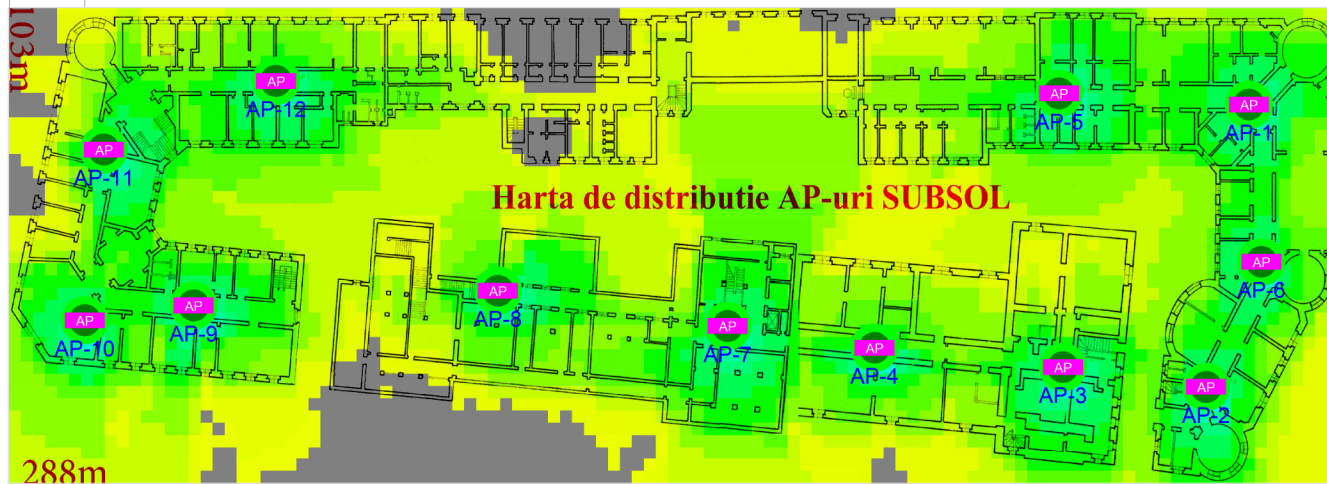 103m
AP
AP-12
AP
AP-5
AP
AP-1
AP
AP-11
Harta de distributie AP-uri SUBSOL
AP
AP-6
AP
AP-8
AP
AP-9
AP
AP-10
AP
AP-7
AP
AP-4
AP
AP-3
AP
AP-2
288m